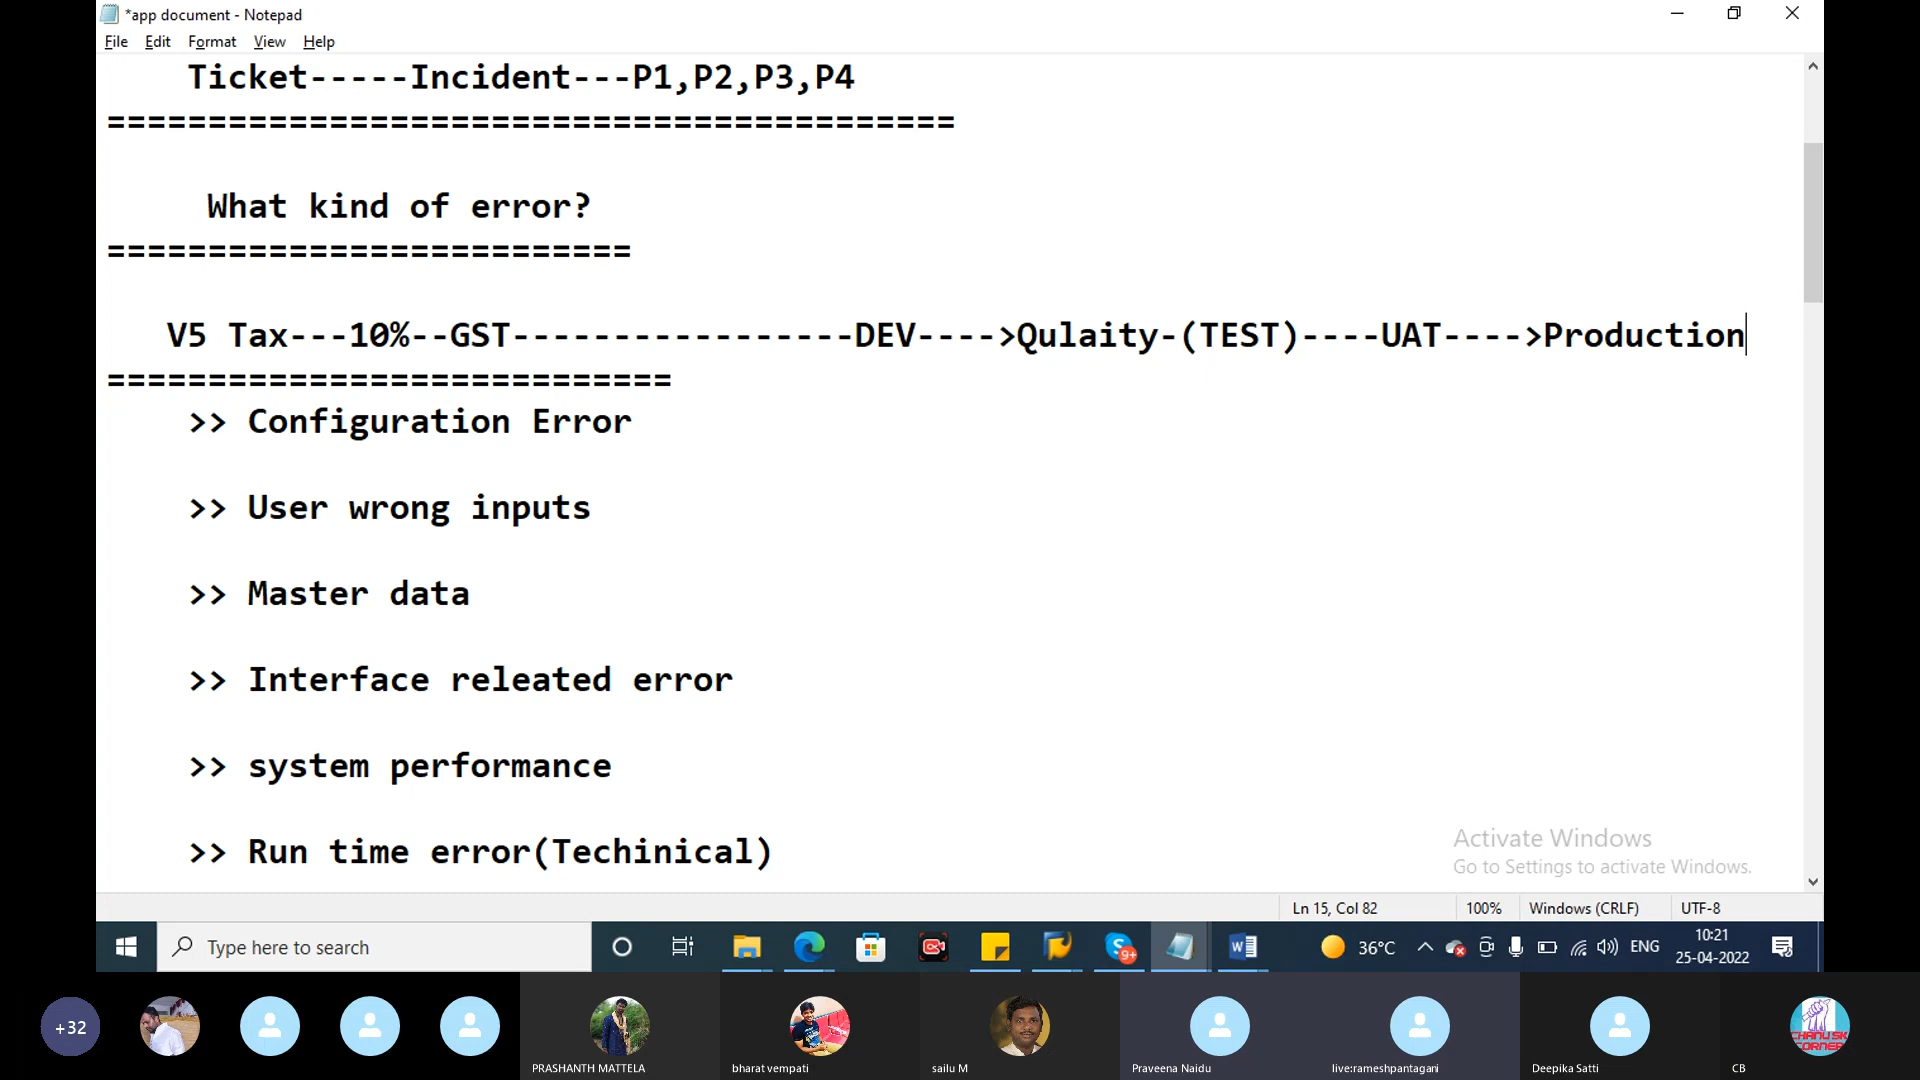 *app document - Notepad
File Edit Format View Help
Ticket-----Incident---P1,P2,P3,P4
==========================================
What kind of error?
==========================
V5 Tax---10%--GST-----------------DEV---->Qulaity-(TEST)----UAT---->Production
============================
>> Configuration Error
>> User wrong inputs
>> Master data
>> Interface releated error
>> system performance
>> Run time error(Techinical)
Activate Windows
Go to Settings to activate Windows.
Ln 15, Col 82 100% Windows (CRLF) UTF-8
Type here to search
9+
W
36°C
ENG
10:21
25-04-2022
+32
PRASHANTH MATTELA
bharat vempati
sailu M
Praveena Naidu
live:rameshpantagani
Deepika Satti
CHANU SK
CORNER
CB